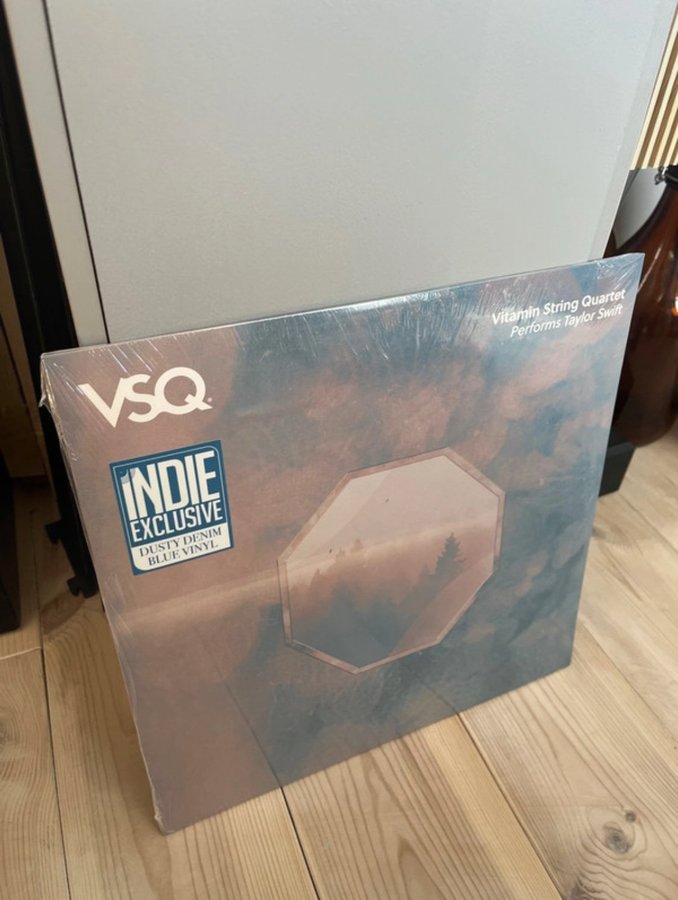 Vitamin String Quartet
Performs Taylor Swift
VSQ
INDIE
EXCLUSIVE
DUSTY DENIM
BLUE VINYL